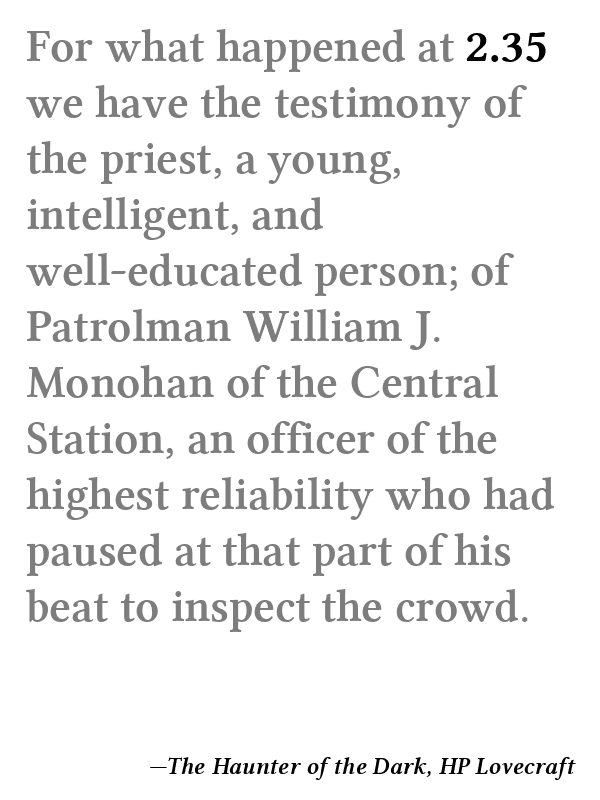 For what happened at 2.35
we have the testimony of
the priest, a young,
intelligent, and
well-educated person; of
Patrolman William J.
Monohan of the Central
Station, an officer of the
highest reliability who had
paused at that part of his
beat to inspect the crowd.
—The Haunter of the Dark, HP Lovecraft